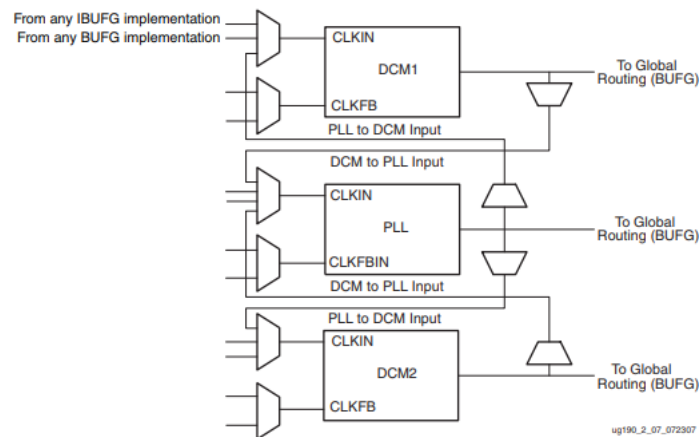 From any IBUFG implementation
From any BUFG implementation
CLKIN
DCM1
CLKFB
To Global
Routing (BUFG)
PLL to DCM Input
DCM to PLL Input
CLKIN
PLL
CLKFBIN
To Global
Routing (BUFG)
DCM to PLL Input
PLL to DCM Input
CLKIN
DCM2
CLKFB
To Global
Routing (BUFG)
ug190_2_07_072307